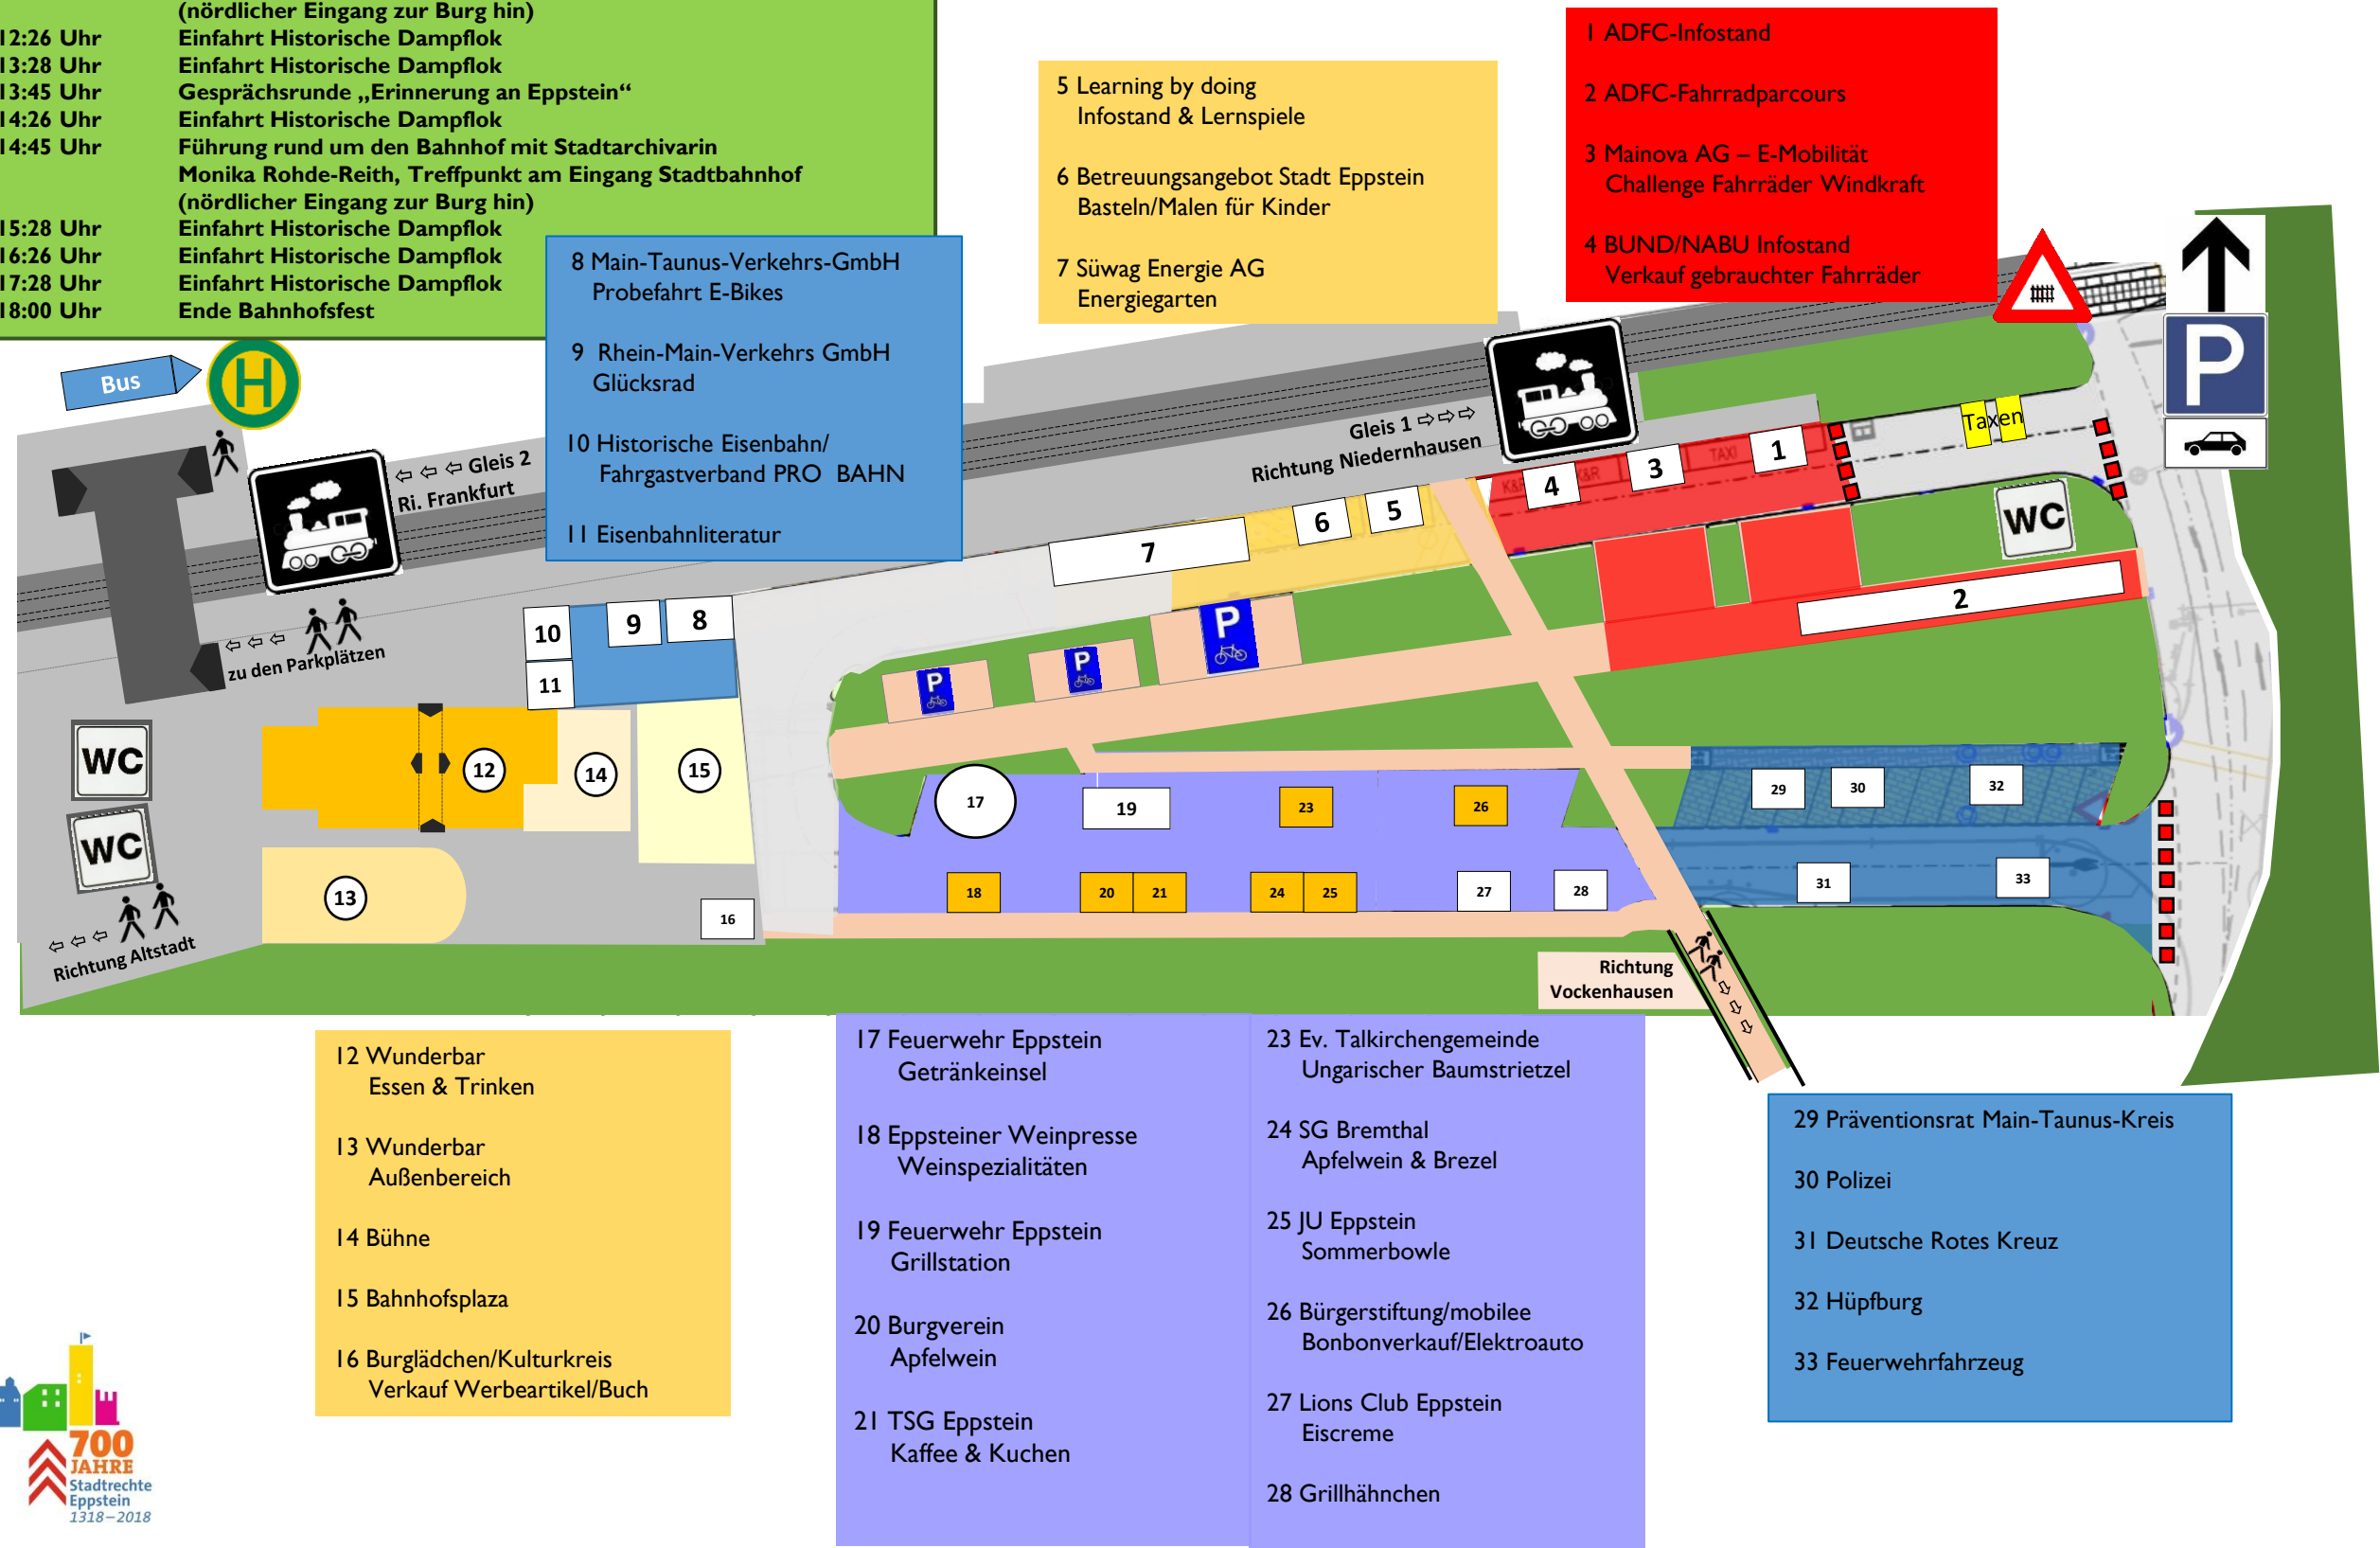 (nördlicher Eingang zur Burg hin)
12:26 Uhr Einfahrt Historische Dampflok
13:28 Uhr Einfahrt Historische Dampflok
13:45 Uhr Gesprächsrunde „Erinnerung an Eppstein“
14:26 Uhr Einfahrt Historische Dampflok
14:45 Uhr Führung rund um den Bahnhof mit Stadtarchivarin
Monika Rohde-Reith, Treffpunkt am Eingang Stadtbahnhof
(nördlicher Eingang zur Burg hin)
15:28 Uhr Einfahrt Historische Dampflok
16:26 Uhr Einfahrt Historische Dampflok
17:28 Uhr Einfahrt Historische Dampflok
18:00 Uhr Ende Bahnhofsfest
8 Main-Taunus-Verkehrs-GmbH
Probefahrt E-Bikes
9 Rhein-Main-Verkehrs GmbH
Glücksrad
10 Historische Eisenbahn/
Fahrgastverband PRO BAHN
11 Eisenbahnliteratur
5 Learning by doing
Infostand & Lernspiele
6 Betreuungsangebot Stadt Eppstein
Basteln/Malen für Kinder
7 Süwag Energie AG
Energiegarten
1 ADFC-Infostand
2 ADFC-Fahrradparcours
3 Mainova AG – E-Mobilität
Challenge Fahrräder Windkraft
4 BUND/NABU Infostand
Verkauf gebrauchter Fahrräder
P
Bus
H
Gleis 2
Ri. Frankfurt
Gleis 1
Richtung Niedernhausen
Taxen
TAXI
K&R
K&R
1
3
4
5
6
7
WC
2
10
9
8
11
zu den Parkplätzen
P
P
P
WC
WC
12
14
15
13
16
Richtung Altstadt
17
19
23
26
18
20
21
24
25
27
28
29
30
32
31
33
Richtung
Vockenhausen
12 Wunderbar
Essen & Trinken
13 Wunderbar
Außenbereich
14 Bühne
15 Bahnhofsplaza
16 Burglädchen/Kulturkreis
Verkauf Werbeartikel/Buch
17 Feuerwehr Eppstein
Getränkeinsel
18 Eppsteiner Weinpresse
Weinspezialitäten
19 Feuerwehr Eppstein
Grillstation
20 Burgverein
Apfelwein
21 TSG Eppstein
Kaffee & Kuchen
23 Ev. Talkirchengemeinde
Ungarischer Baumstrietzel
24 SG Bremthal
Apfelwein & Brezel
25 JU Eppstein
Sommerbowle
26 Bürgerstiftung/mobilee
Bonbonverkauf/Elektroauto
27 Lions Club Eppstein
Eiscreme
28 Grillhähnchen
29 Präventionsrat Main-Taunus-Kreis
30 Polizei
31 Deutsche Rotes Kreuz
32 Hüpfburg
33 Feuerwehrfahrzeug
700
JAHRE
Stadtrechte
Eppstein
1318–2018